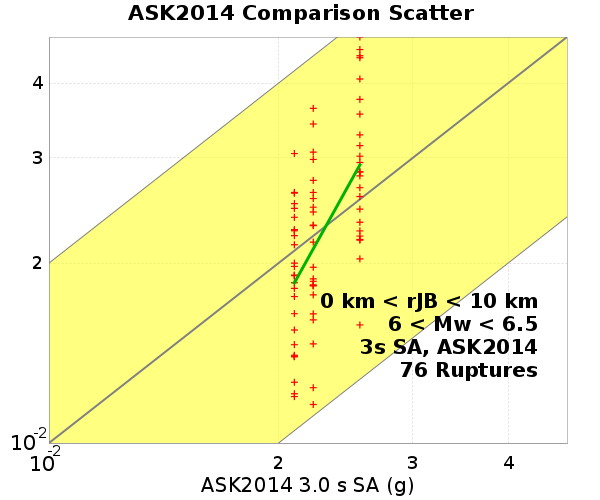 ASK2014 Comparison Scatter
4
3
2
10-2
0 km < rJB < 10 km
6 < Mw < 6.5
3s SA, ASK2014
76 Ruptures
10-2
2
3
4
ASK2014 3.0 s SA (g)